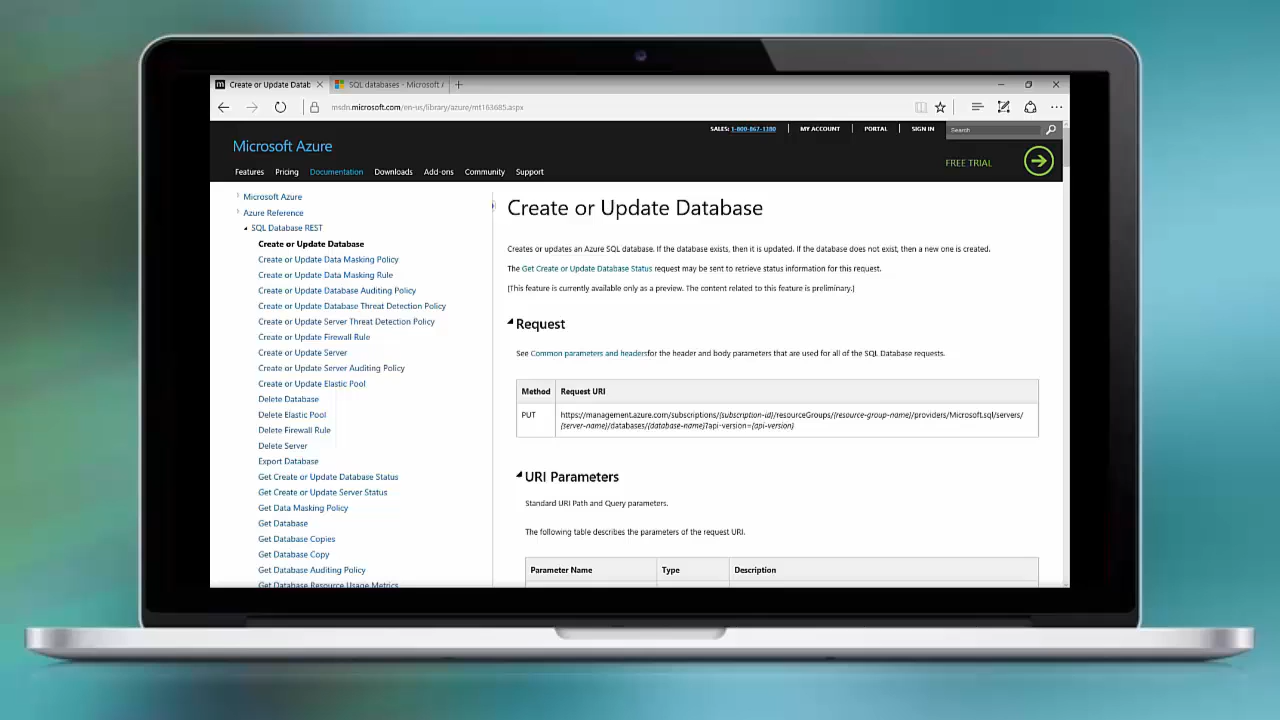 Create or Update Datab
SQL databases - Microsoft /
msdn.microsoft.com/en-us/library/azure/mt163685.aspx
SALES: 1-800-867-1380
MY ACCOUNT
PORTAL
SIGN IN
Search
Microsoft Azure
FREE TRIAL
Features
Pricing
Documentation
Downloads
Add-ons
Community
Support
Microsoft Azure
Azure Reference
SQL Database REST
Create or Update Database
Create or Update Data Masking Policy
Create or Update Data Masking Rule
Create or Update Database Auditing Policy
Create or Update Database Threat Detection Policy
Create or Update Server Threat Detection Policy
Create or Update Firewall Rule
Create or Update Server
Create or Update Server Auditing Policy
Create or Update Elastic Pool
Delete Database
Delete Elastic Pool
Delete Firewall Rule
Delete Server
Export Database
Get Create or Update Database Status
Get Create or Update Server Status
Get Data Masking Policy
Get Database
Get Database Copies
Get Database Copy
Get Database Auditing Policy
Get Database Resource Usage Metrics
Create or Update Database
Creates or updates an Azure SQL database. If the database exists, then it is updated. If the database does not exist, then a new one is created.
The Get Create or Update Database Status request may be sent to retrieve status information for this request.
[This feature is currently available only as a preview. The content related to this feature is preliminary.]
Request
See Common parameters and headersfor the header and body parameters that are used for all of the SQL Database requests.
Method
Request URI
PUT
https://management.azure.com/subscriptions/{subscription-id}/resourceGroups/{resource-group-name}/providers/Microsoft.sql/servers/
{server-name}/databases/{database-name}?api-version={api-version}
URI Parameters
Standard URI Path and Query parameters.
The following table describes the parameters of the request URI.
Parameter Name
Type
Description